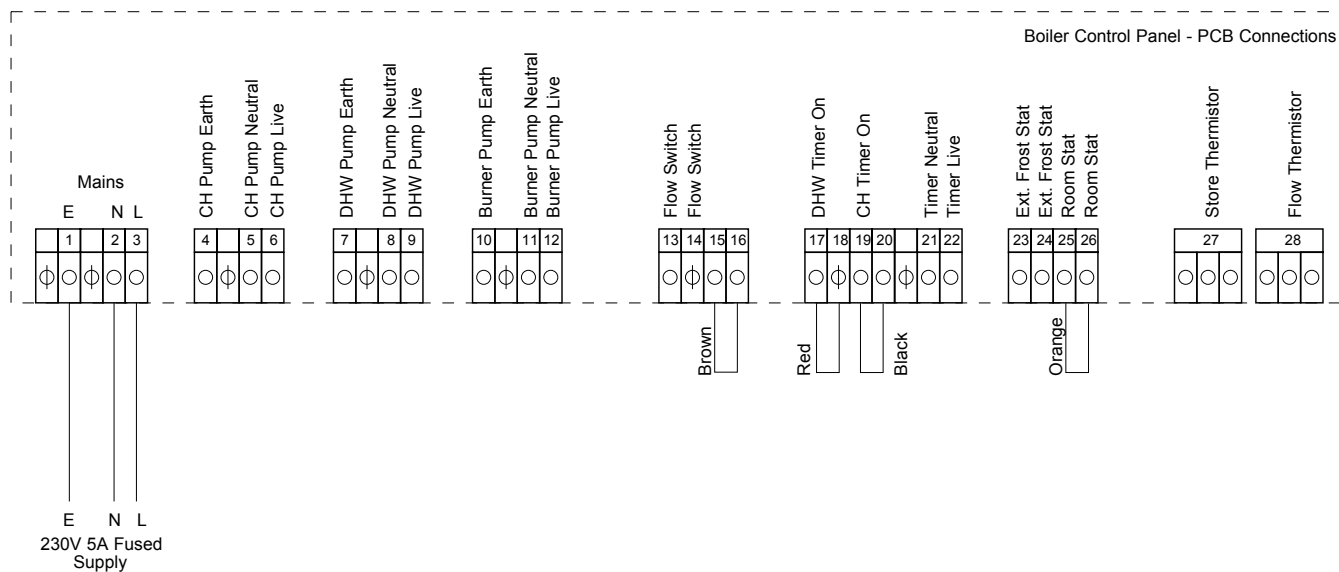 Boiler Control Panel - PCB Connections
Mains
E N L
CH Pump Earth
CH Pump Neutral
CH Pump Live
DHW Pump Earth
DHW Pump Neutral
DHW Pump Live
Burner Pump Earth
Burner Pump Neutral
Burner Pump Live
Flow Switch
Flow Switch
DHW Timer On
CH Timer On
Timer Neutral
Timer Live
Ext. Frost Stat
Ext. Frost Stat
Room Stat
Room Stat
Store Thermistor
Flow Thermistor
1 2 3 4 5 6 7 8 9 10 11 12 13 14 15 16 17 18 19 20 21 22 23 24 25 26 27 28
Brown
Red
Black
Orange
E N L
230V 5A Fused
Supply